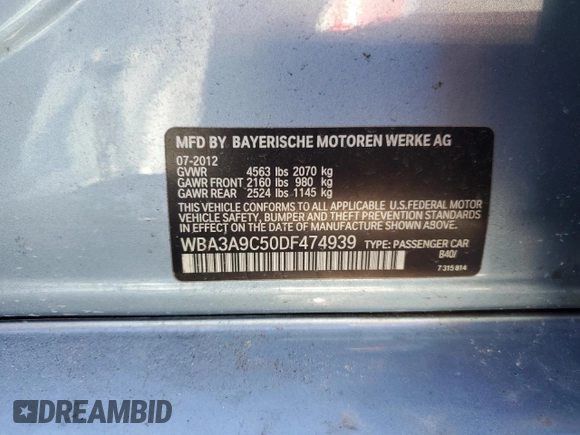 MFD BY BAYERISCHE MOTOREN WERKE AG
07-2012
GVWR 4563 lbs 2070 kg
GAWR FRONT 2160 lbs 980 kg
GAWR REAR 2524 lbs 1145 kg
THIS VEHICLE CONFORMS TO ALL APPLICABLE U.S.FEDERAL MOTOR
VEHICLE SAFETY, BUMPER AND THEFT PREVENTION STANDARDS
IN EFFECT ON THE DATE OF MANUFACTURE SHOWN ABOVE.
WBA3A9C50DF474939 TYPE: PASSENGER CAR
B40/
7 315 814
DREAMBID